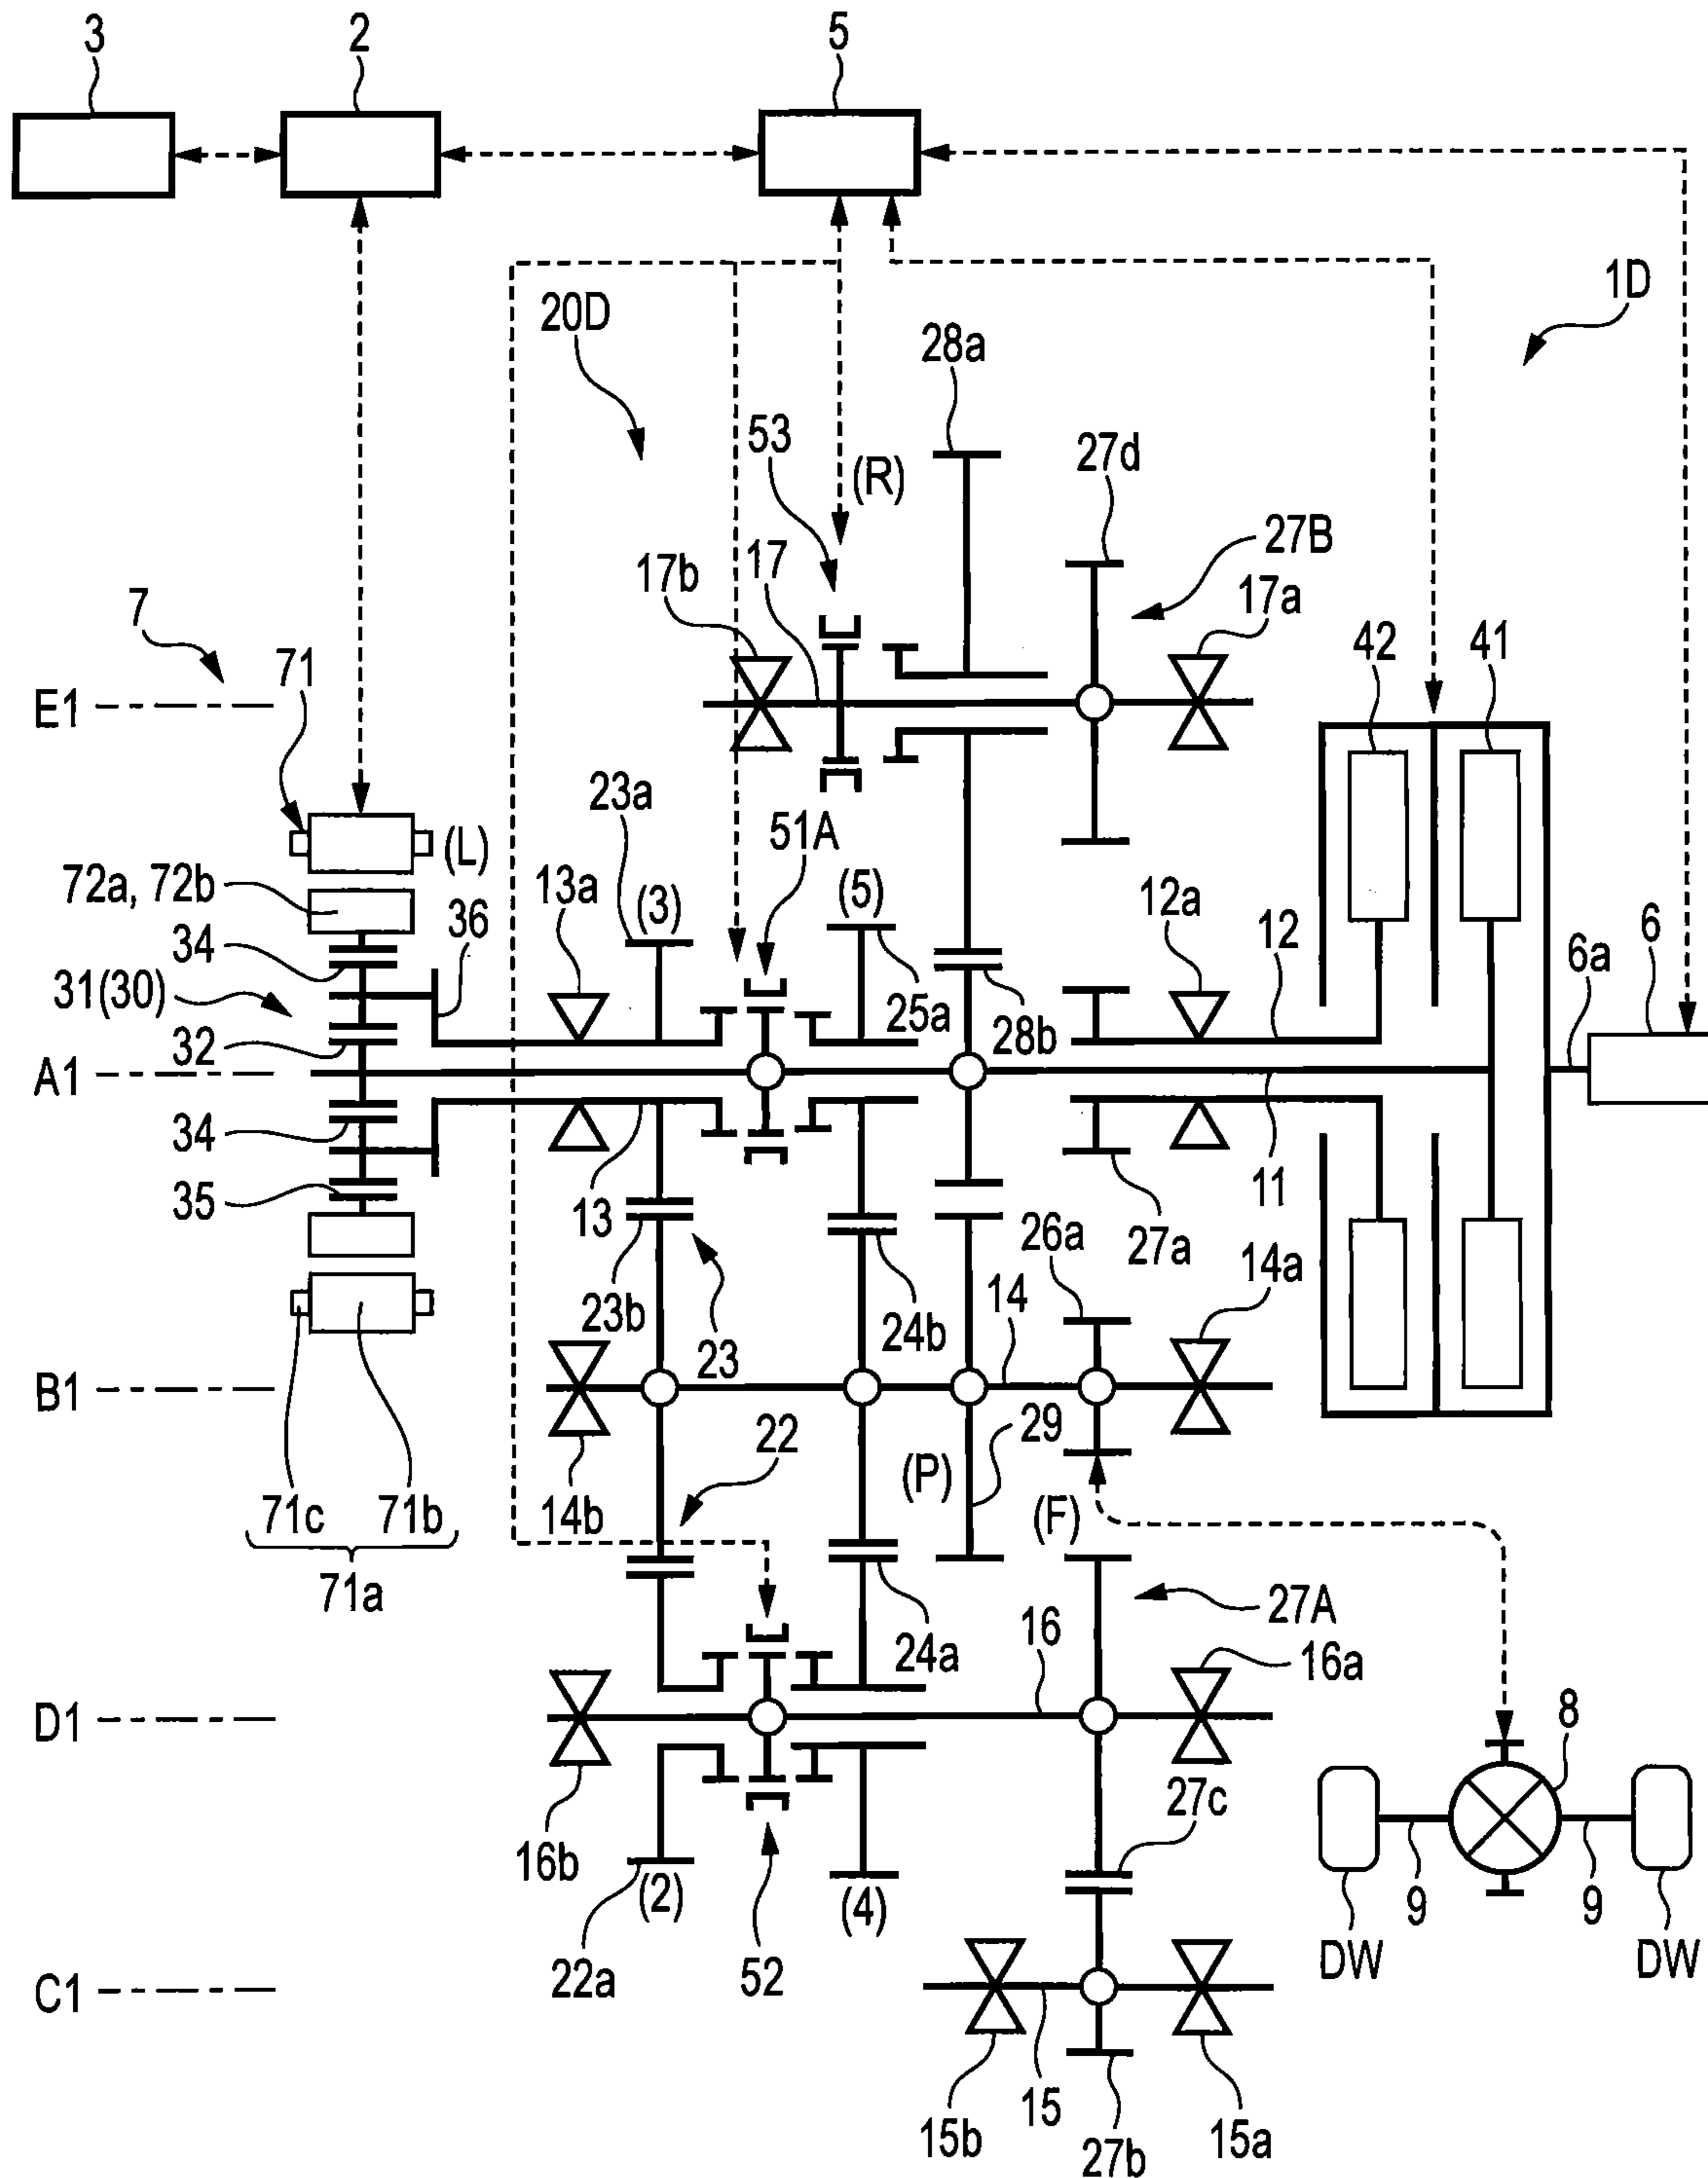 3
2
5
20D
1D
28a
53
(R)
27d
17b
17
27B
17a
7
71
42
41
E1
23a
51A
(L)
72a, 72b
13a
(3)
(5)
12a
12
34
36
6a
6
31(30)
25a
28b
32
A1
34
11
35
13
26a
27a
14a
23b
24b
14
23
B1
22
29
(P)
71c
71b
14b
(F)
71a
27A
16
24a
16a
D1
8
27c
16b
(2)
(4)
9
9
22a
52
DW
DW
C1
15
15b
27b
15a